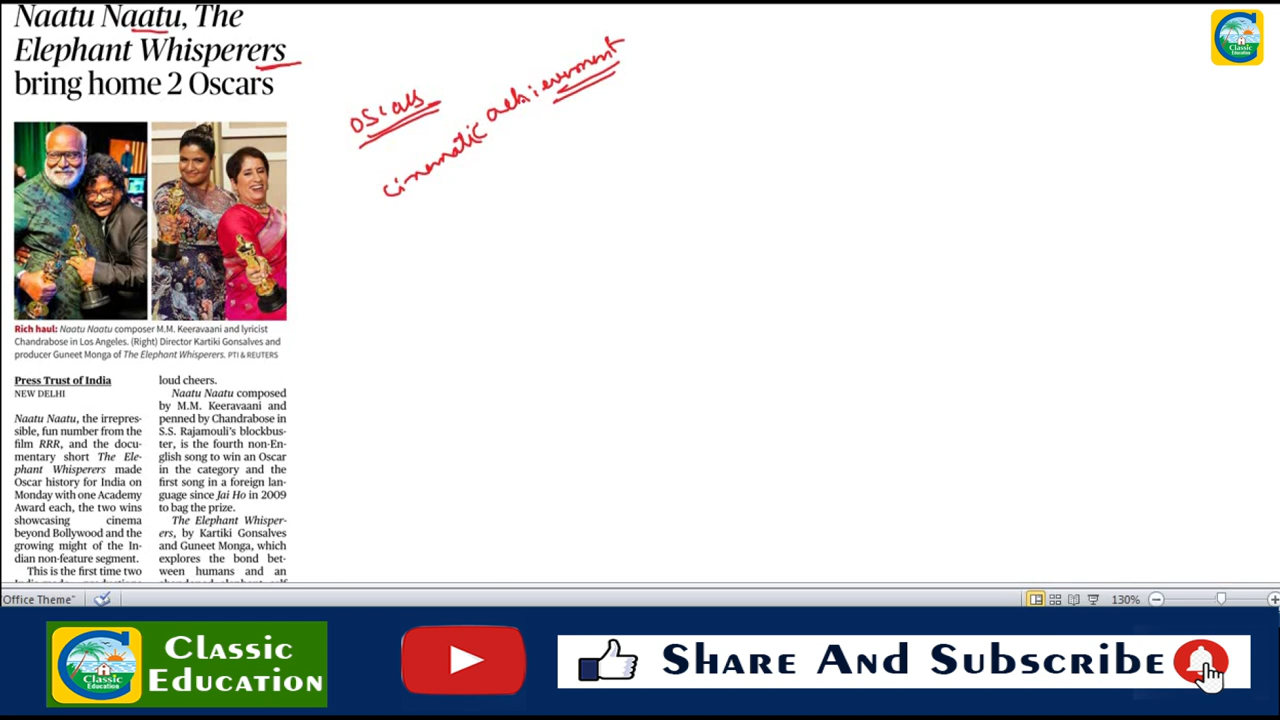 Naatu Naatu, The
Elephant Whisperers
bring home 2 Oscars
Rich haul: Naatu Naatu composer M.M. Keeravaani and lyricist
Chandrabose in Los Angeles. (Right) Director Kartiki Gonsalves and
producer Guneet Monga of The Elephant Whisperers. PTI & REUTERS
Press Trust of India
NEW DELHI
Naatu Naatu, the irrepres-
sible, fun number from the
film RRR, and the docu-
mentary short The Ele-
phant Whisperers made
Oscar history for India on
Monday with one Academy
Award each, the two wins
showcasing cinema
beyond Bollywood and the
growing might of the In-
dian non-feature segment.
This is the first time two
loud cheers.
Naatu Naatu composed
by M.M. Keeravaani and
penned by Chandrabose in
S.S. Rajamouli's blockbus-
ter, is the fourth non-En-
glish song to win an Oscar
in the category and the
first song in a foreign lan-
guage since Jai Ho in 2009
to bag the prize.
The Elephant Whisper-
ers, by Kartiki Gonsalves
and Guneet Monga, which
explores the bond bet-
ween humans and an
cinematic
Classic
Education
"Office Theme"
130%
Classic
Education
Classic
Education
Share And Subscribe